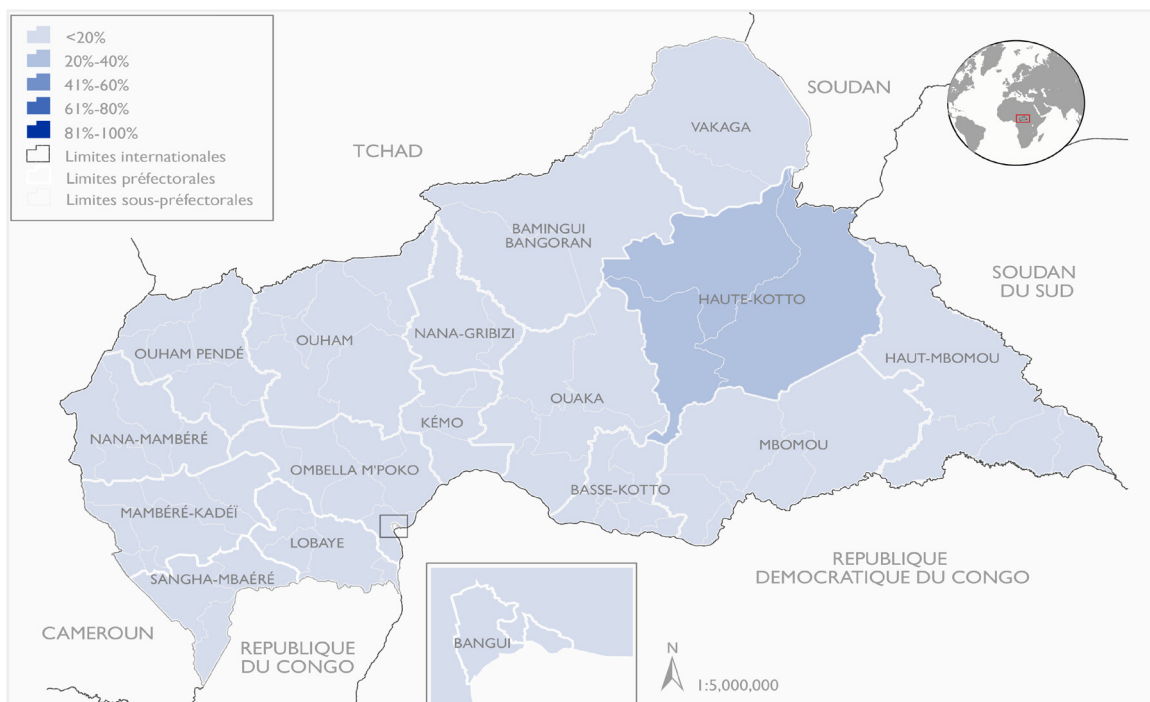 <20%
20%-40%
41%-60%
61%-80%
81%-100%
Limites internationales
Limites préfectorales
Limites sous-préfectorales
SOUDAN
VAKAGA
TCHAD
BAMINGUI
BANGORAN
SOUDAN
DU SUD
HAUTE-KOTTO
NANA-GRIBIZI
OUHAM
OUHAM PENDÉ
HAUT-MBOMOU
OUAKA
KÉMO
NANA-MAMBÉRÉ
MBOMOU
OMBELLA M'POKO
BASSE-KOTTO
MAMBÉRÉ-KADÉÏ
LOBAYE
REPUBLIQUE
DEMOCRATIQUE DU CONGO
SANGHA-MBAÉRÉ
CAMEROUN
REPUBLIQUE
DU CONGO
BANGUI
N
1:5,000,000